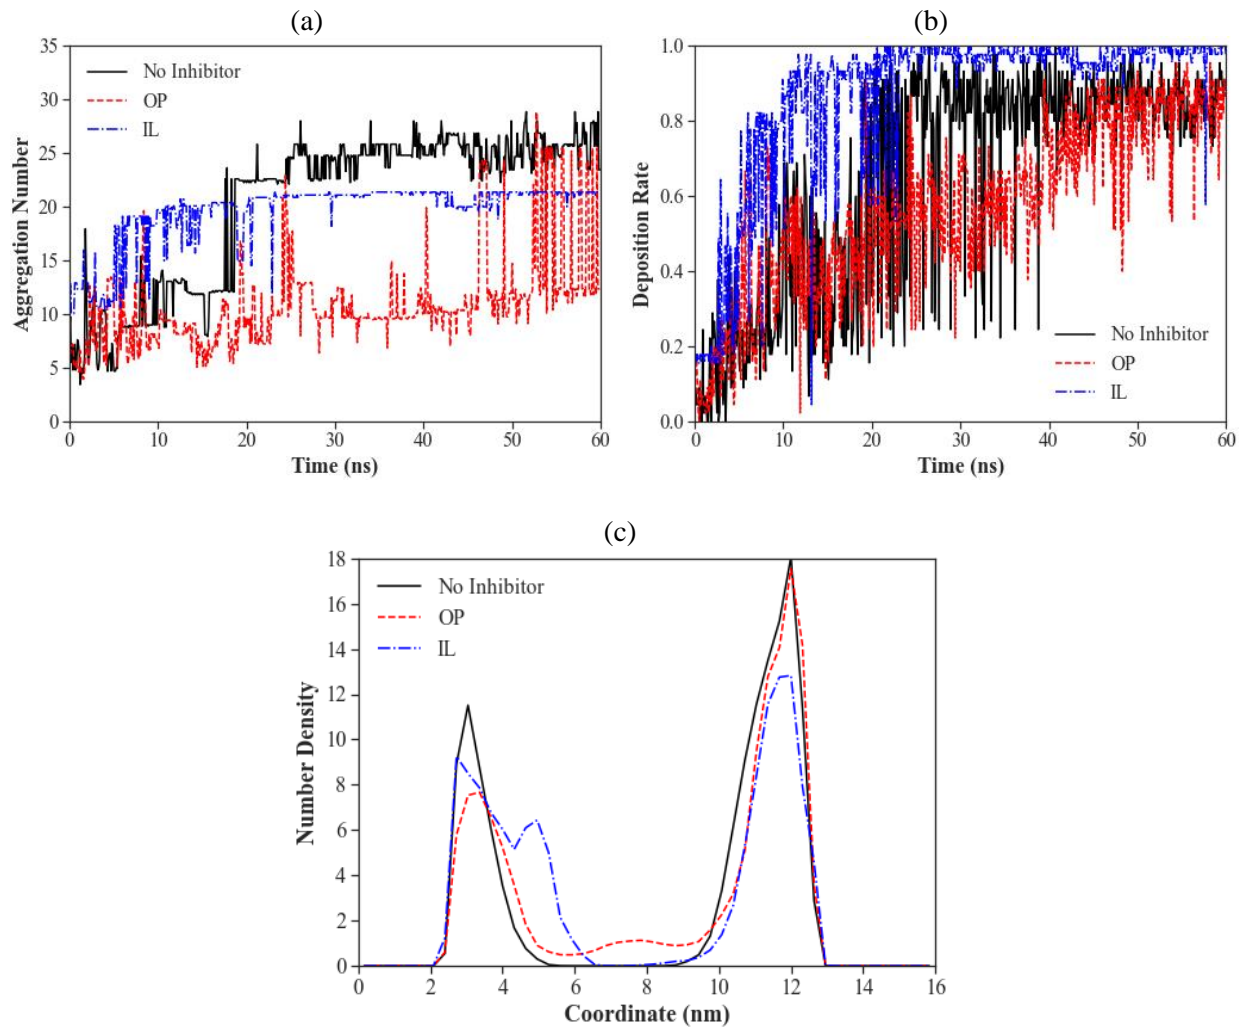 (a)
(b)
35
30
25
20
15
10
5
0
Aggregation Number
No Inhibitor
OP
IL
0 10 20 30 40 50 60
Time (ns)
1.0
0.8
0.6
0.4
0.2
0.0
Deposition Rate
No Inhibitor
OP
IL
0 10 20 30 40 50 60
Time (ns)
(c)
18
16
14
12
10
8
6
4
2
0
Number Density
No Inhibitor
OP
IL
0 2 4 6 8 10 12 14 16
Coordinate (nm)